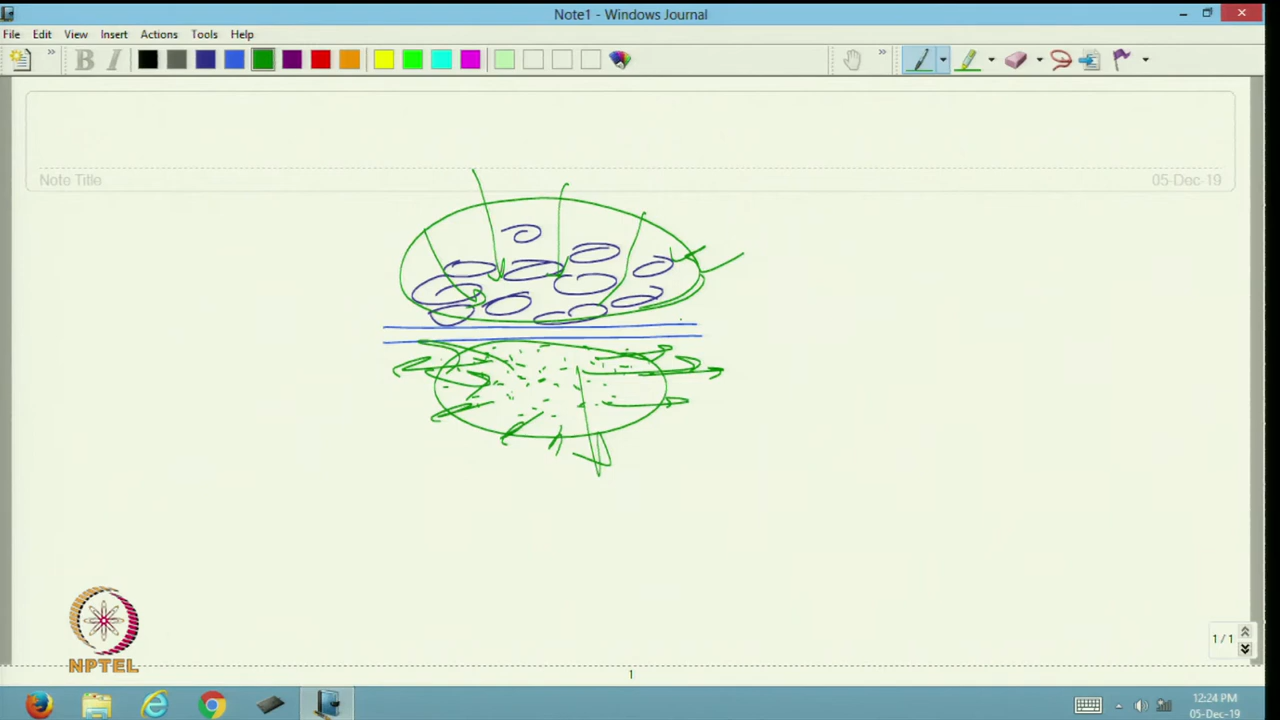 Note1 - Windows Journal
File Edit View Insert Actions Tools Help
B I
Note Title
05-Dec-19
NPTEL
1 / 1
1
12:24 PM
05-Dec-19